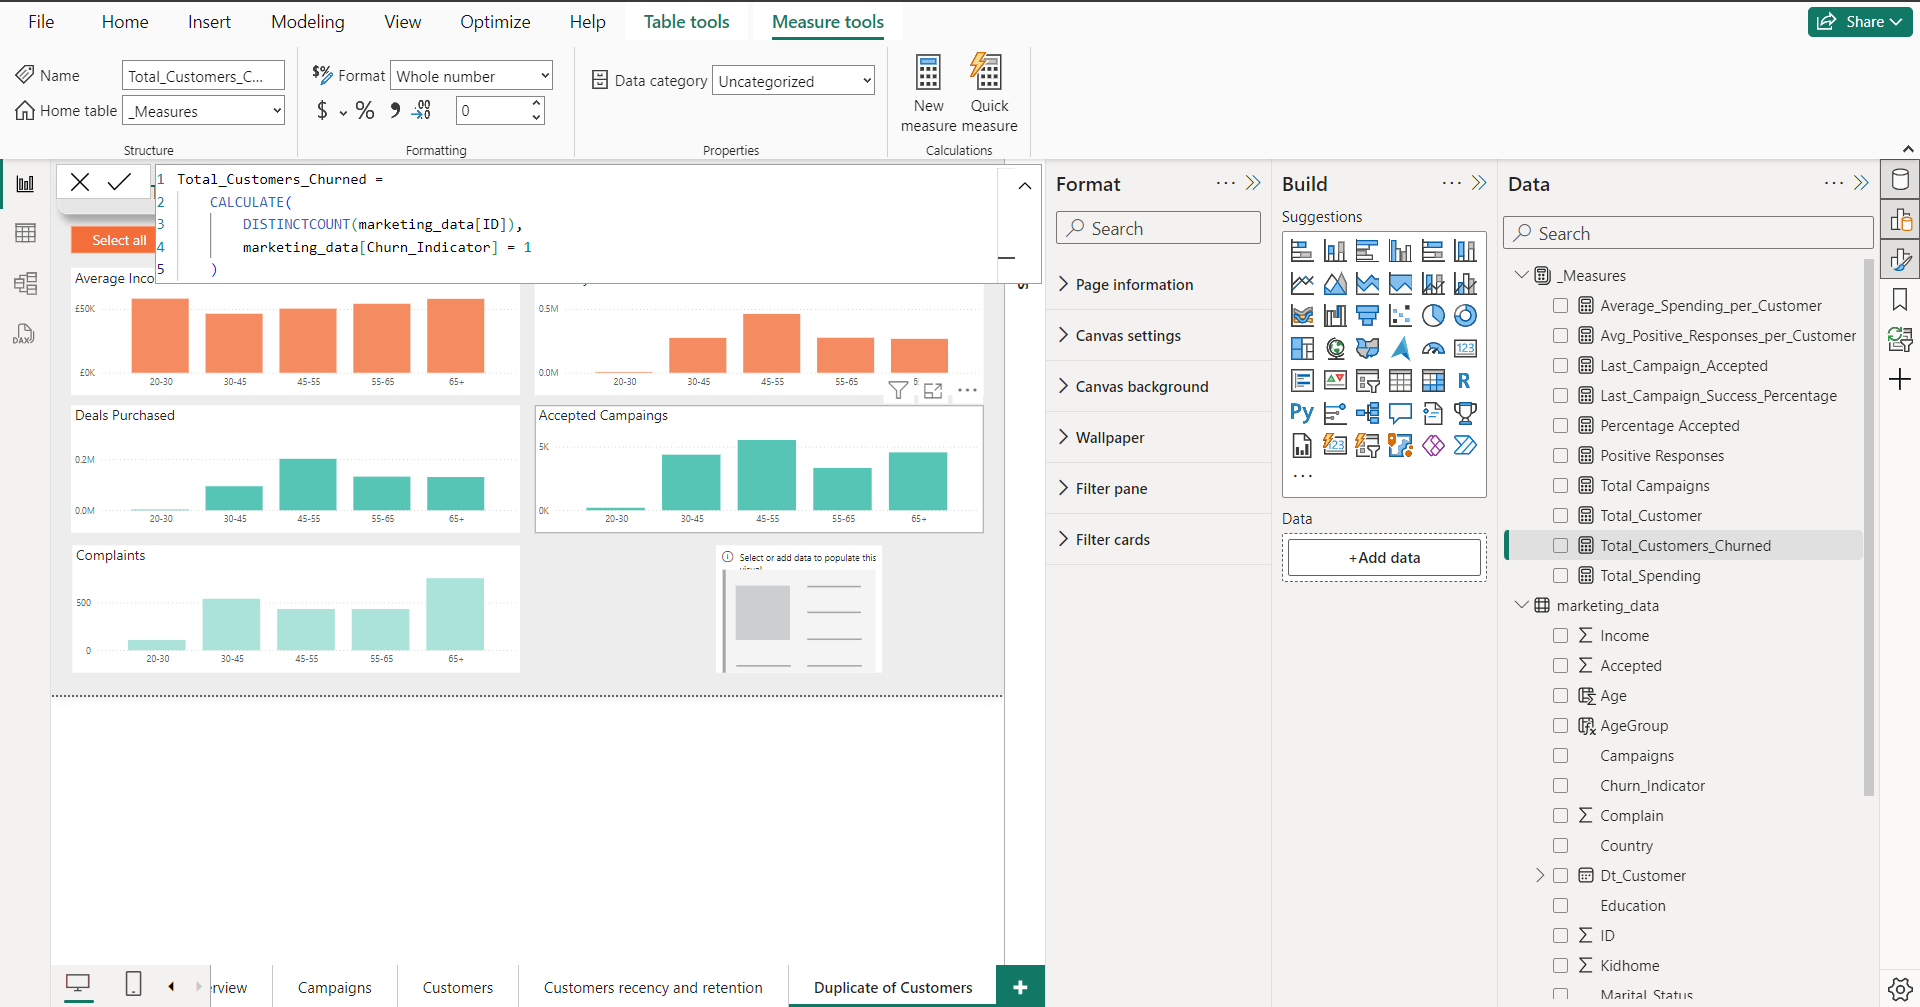 File Home Insert Modeling View Optimize Help Table tools Measure tools Share
Name Total_Customers_C... Format Whole number Data category Uncategorized New measure Quick measure
Home table _Measures $ % 0
Structure Formatting Properties Calculations
1 Total_Customers_Churned =
2 CALCULATE(
3 DISTINCTCOUNT(marketing_data[ID]),
4 marketing_data[Churn_Indicator] = 1
5 )
Select all
Average Inco
£50K
£0K
20-30 30-45 45-55 55-65 65+
0.5M
0.0M
20-30 30-45 45-55 55-65
Deals Purchased
0.2M
0.0M
20-30 30-45 45-55 55-65 65+
Accepted Campaings
5K
0K
20-30 30-45 45-55 55-65 65+
Complaints
500
0
20-30 30-45 45-55 55-65 65+
Select or add data to populate this
Format
Search
Page information
Canvas settings
Canvas background
Wallpaper
Filter pane
Filter cards
Build
Suggestions
123
R
Py
123
...
Data
+Add data
Data
Search
_Measures
Average_Spending_per_Customer
Avg_Positive_Responses_per_Customer
Last_Campaign_Accepted
Last_Campaign_Success_Percentage
Percentage Accepted
Positive Responses
Total Campaigns
Total_Customer
Total_Customers_Churned
Total_Spending
marketing_data
Income
Accepted
Age
AgeGroup
Campaigns
Churn_Indicator
Complain
Country
Dt_Customer
Education
ID
Kidhome
Marital_Status
DAX
rview Campaigns Customers Customers recency and retention Duplicate of Customers +